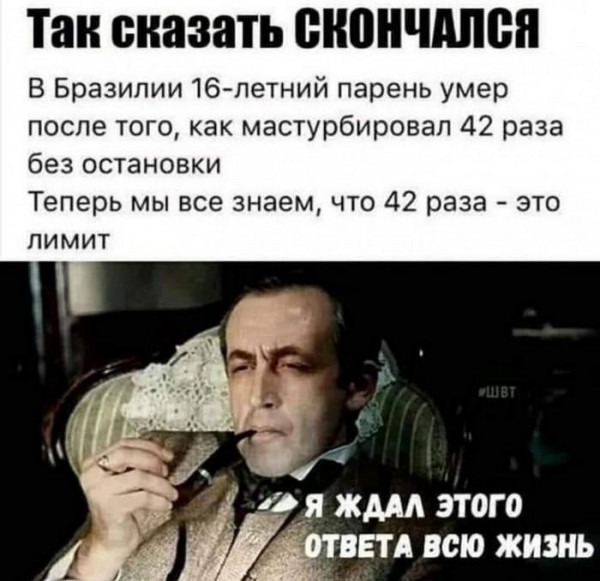 Так сказать СКОНЧАЛСЯ
В Бразилии 16-летний парень умер
после того, как мастурбировал 42 раза
без остановки
Теперь мы все знаем, что 42 раза - это
лимит
#ШВТ
Я ЖДАЛ ЭТОГО
ОТВЕТА ВСЮ ЖИЗНЬ